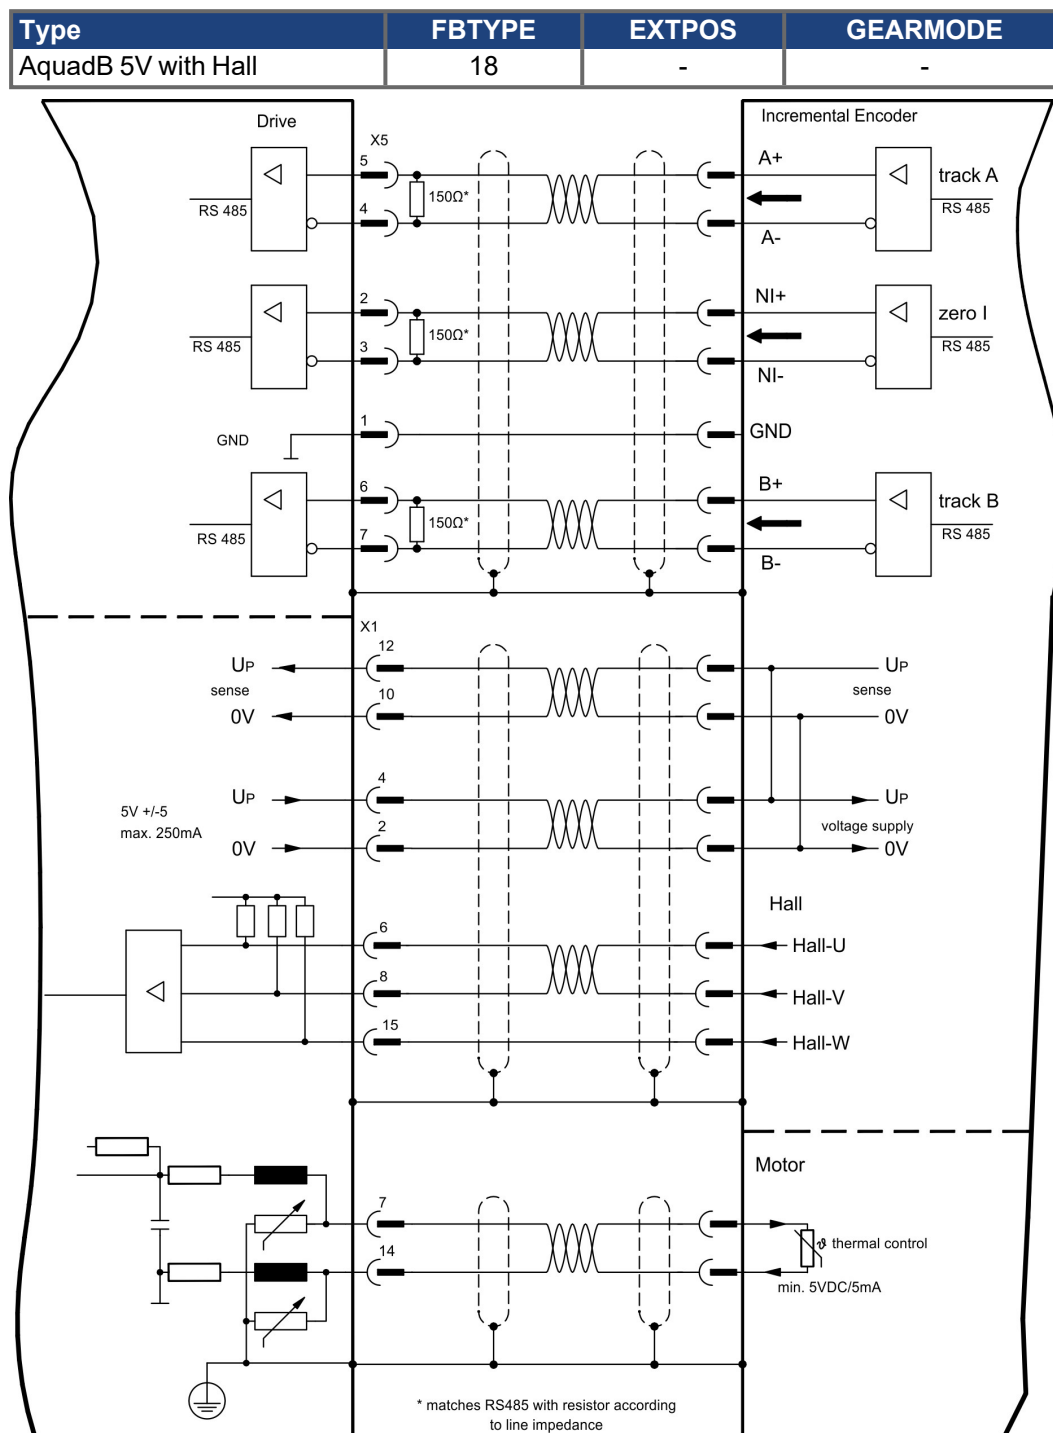 Type FBTYPE EXTPOS GEARMODE
AquadB 5V with Hall 18 - -
Drive Incremental Encoder
X5
5 A+ track A
150Ω*
RS 485 4 RS 485
A-
2 NI+ zero I
150Ω*
RS 485 3 RS 485
NI-
1
GND GND
6 B+ track B
150Ω*
RS 485 7 RS 485
B-
X1
12
UP UP
sense 10 sense
0V 0V
4
UP UP
5V +/-5
max. 250mA 2 voltage supply
0V 0V
Hall
6
Hall-U
8
Hall-V
15
Hall-W
Motor
7
ϑ thermal control
14
min. 5VDC/5mA
* matches RS485 with resistor according
to line impedance